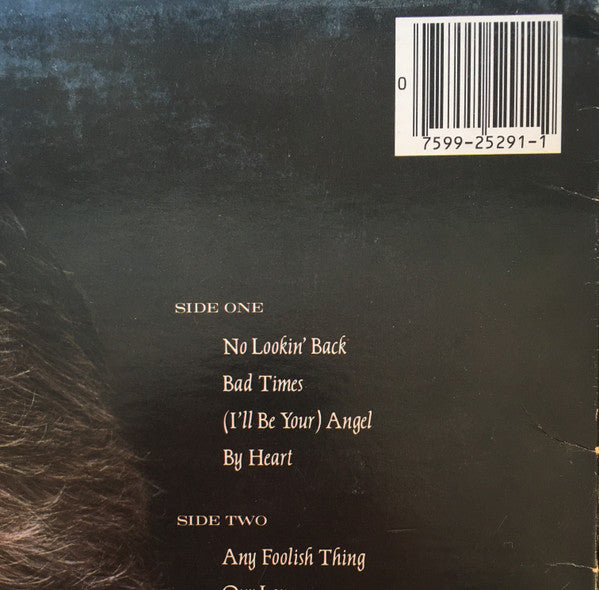 0
7599-25291-1
SIDE ONE
No Lookin' Back
Bad Times
(I'll Be Your) Angel
By Heart
SIDE TWO
Any Foolish Thing